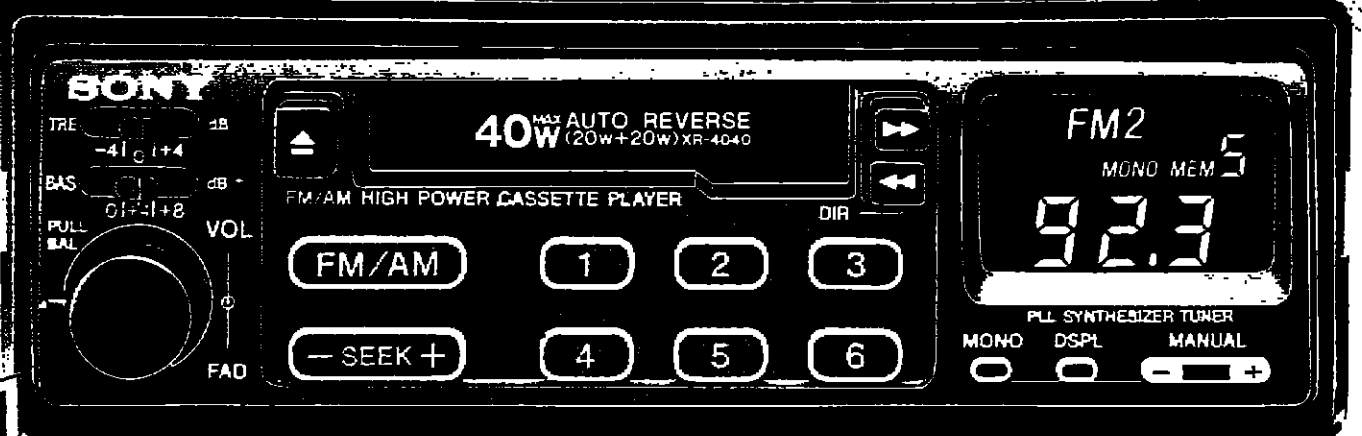 SONY
TRE dB
-4 0 +4
BAS dB
0 +4 +8
PULL
BAL
VOL
FAD
40W MAX AUTO REVERSE
(20w+20w) XR-4040
FM/AM HIGH POWER CASSETTE PLAYER
DIR
FM/AM 1 2 3
− SEEK + 4 5 6
FM2
MONO MEM 5
92.3
PLL SYNTHESIZER TUNER
MONO DSPL MANUAL
− +